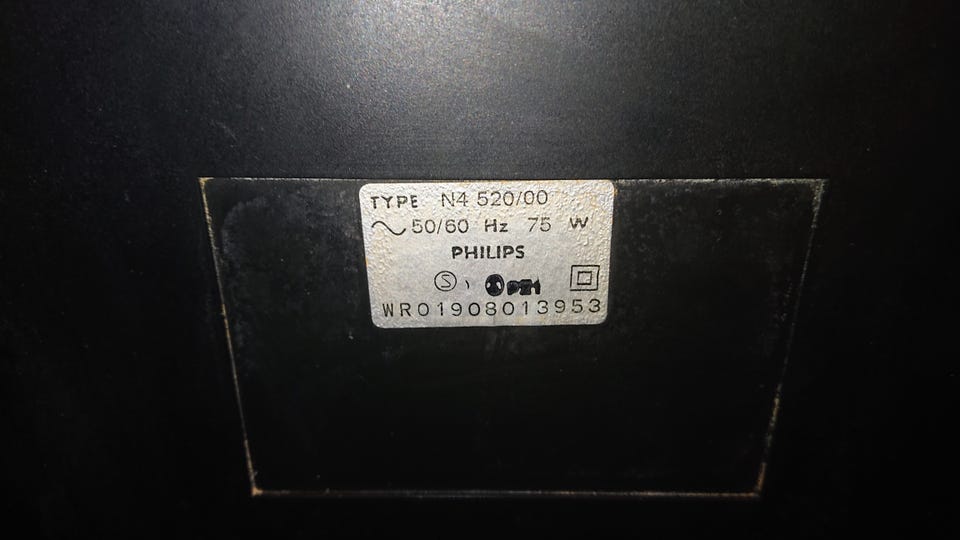 TYPE N4 520/00
50/60 Hz 75 W
PHILIPS
S
WR01908013953